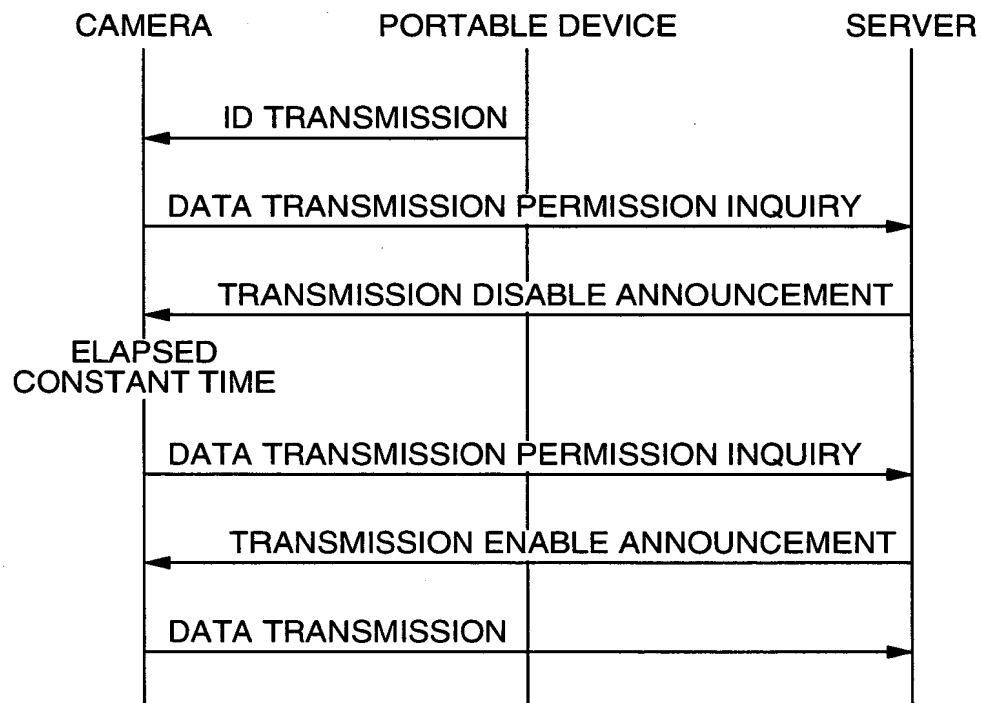 CAMERA
PORTABLE DEVICE
SERVER
ID TRANSMISSION
DATA TRANSMISSION PERMISSION INQUIRY
TRANSMISSION DISABLE ANNOUNCEMENT
ELAPSED
CONSTANT TIME
DATA TRANSMISSION PERMISSION INQUIRY
TRANSMISSION ENABLE ANNOUNCEMENT
DATA TRANSMISSION